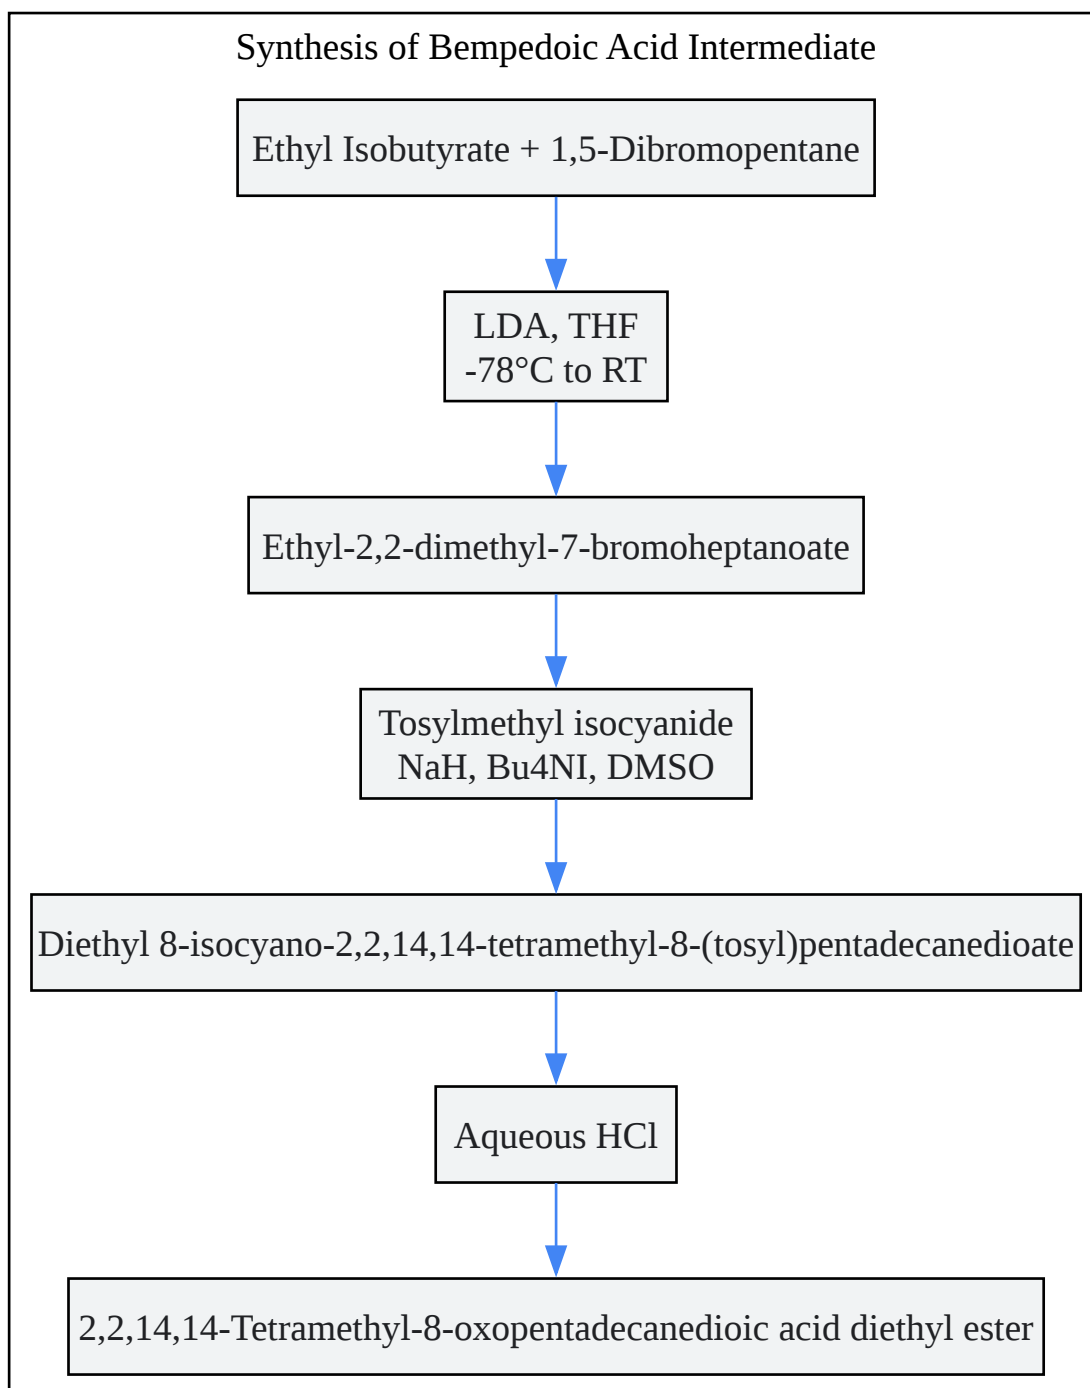 Synthesis of Bempedoic Acid Intermediate
Ethyl Isobutyrate + 1,5-Dibromopentane
LDA, THF
-78°C to RT
Ethyl-2,2-dimethyl-7-bromoheptanoate
Tosylmethyl isocyanide
NaH, Bu4NI, DMSO
Diethyl 8-isocyano-2,2,14,14-tetramethyl-8-(tosyl)pentadecanedioate
Aqueous HCl
2,2,14,14-Tetramethyl-8-oxopentadecanedioic acid diethyl ester